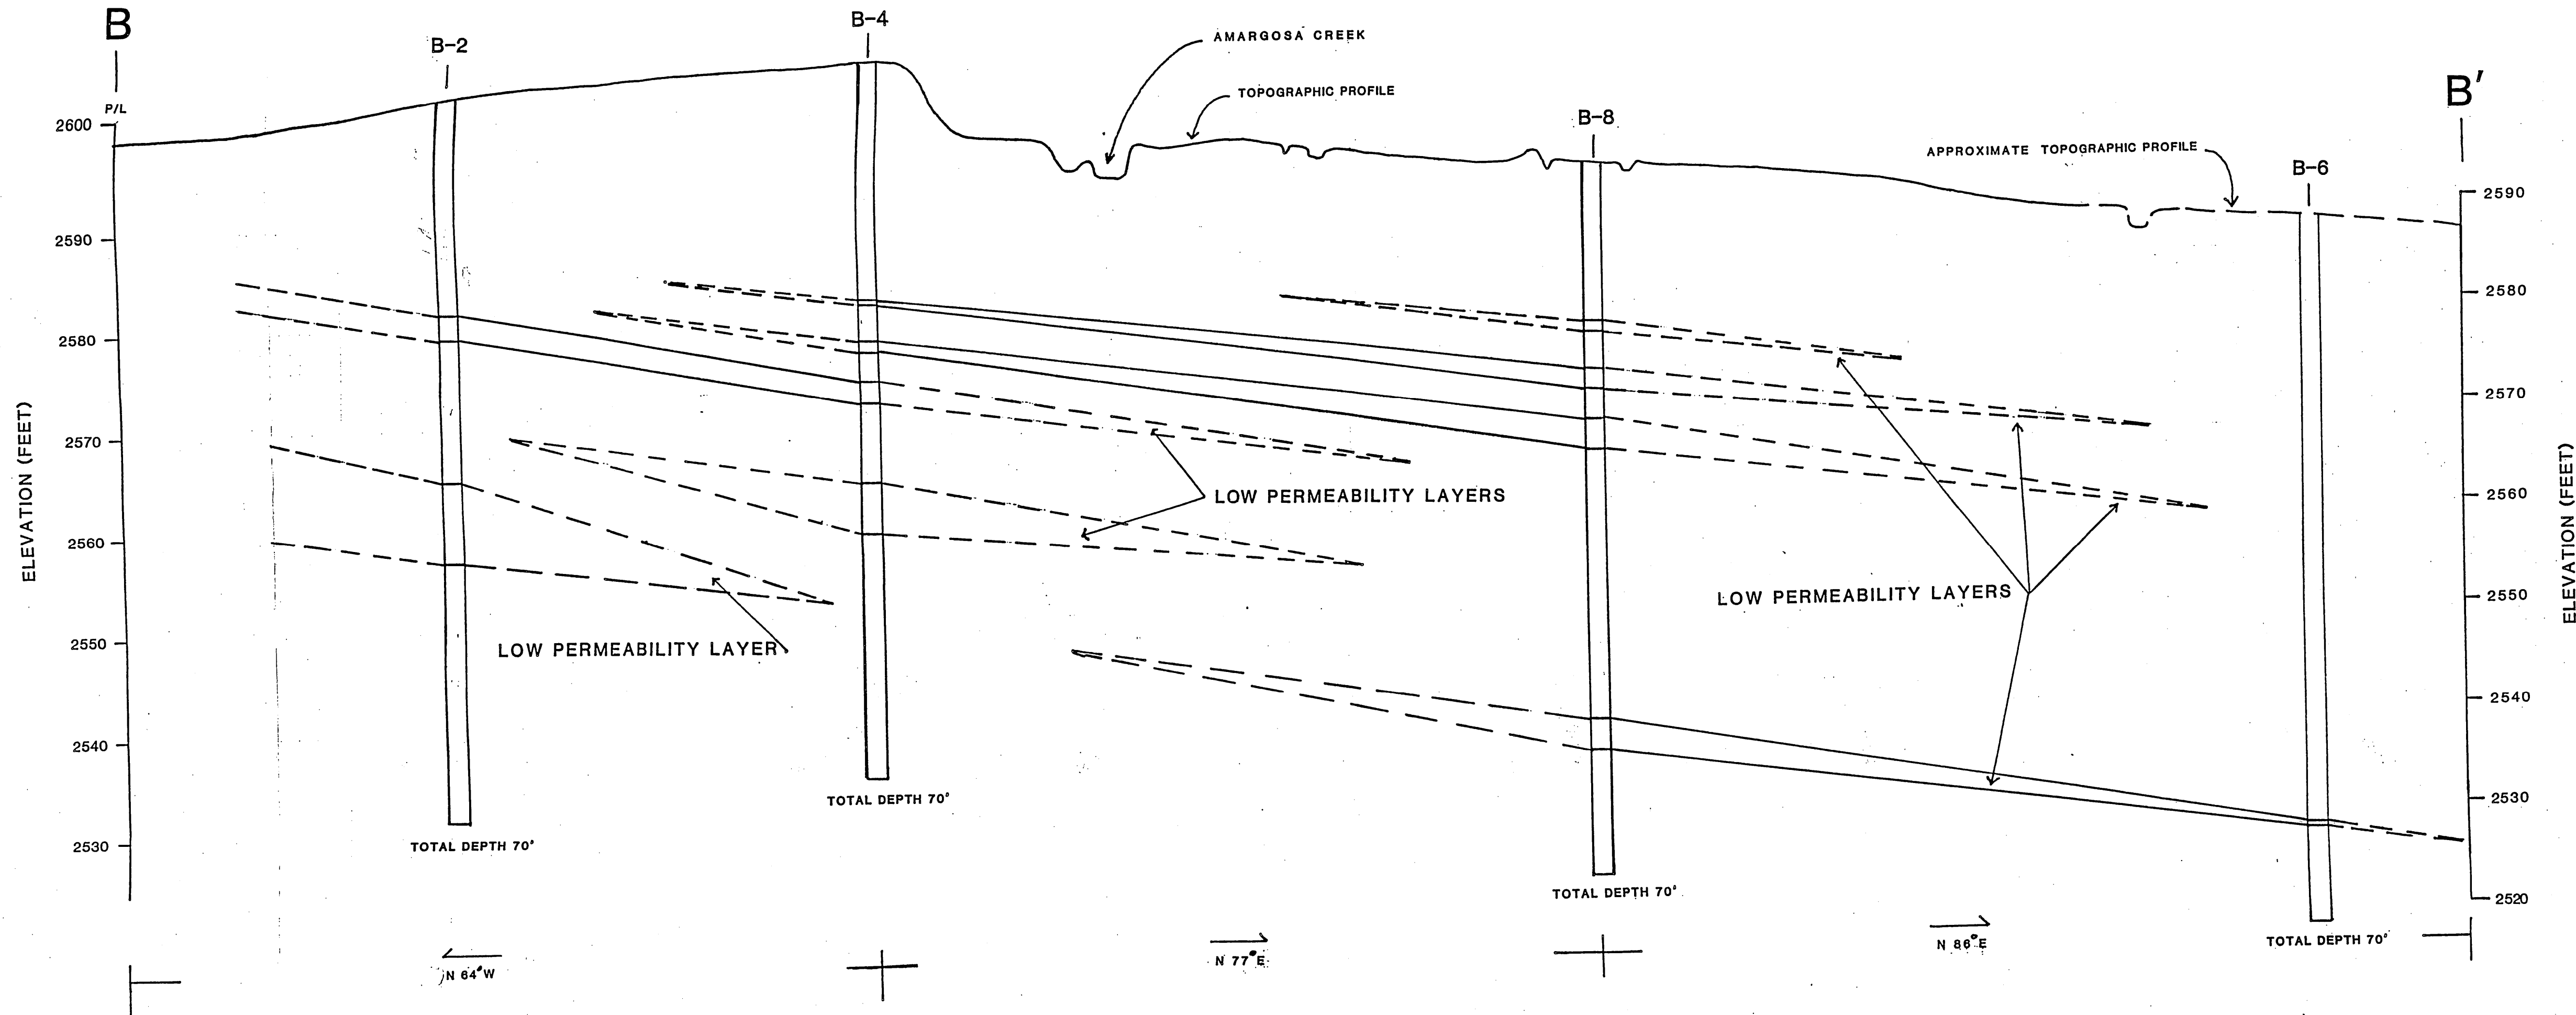 B
B-2
B-4
AMARGOSA CREEK
TOPOGRAPHIC PROFILE
B-8
B'
APPROXIMATE TOPOGRAPHIC PROFILE
B-6
P/L
2600
2590
2580
2570
2560
2550
2540
2530
ELEVATION (FEET)
2590
2580
2570
2560
2550
2540
2530
2520
ELEVATION (FEET)
LOW PERMEABILITY LAYERS
LOW PERMEABILITY LAYERS
LOW PERMEABILITY LAYER
TOTAL DEPTH 70'
TOTAL DEPTH 70'
TOTAL DEPTH 70'
TOTAL DEPTH 70'
N 64°W
N 77°E
N 86°E